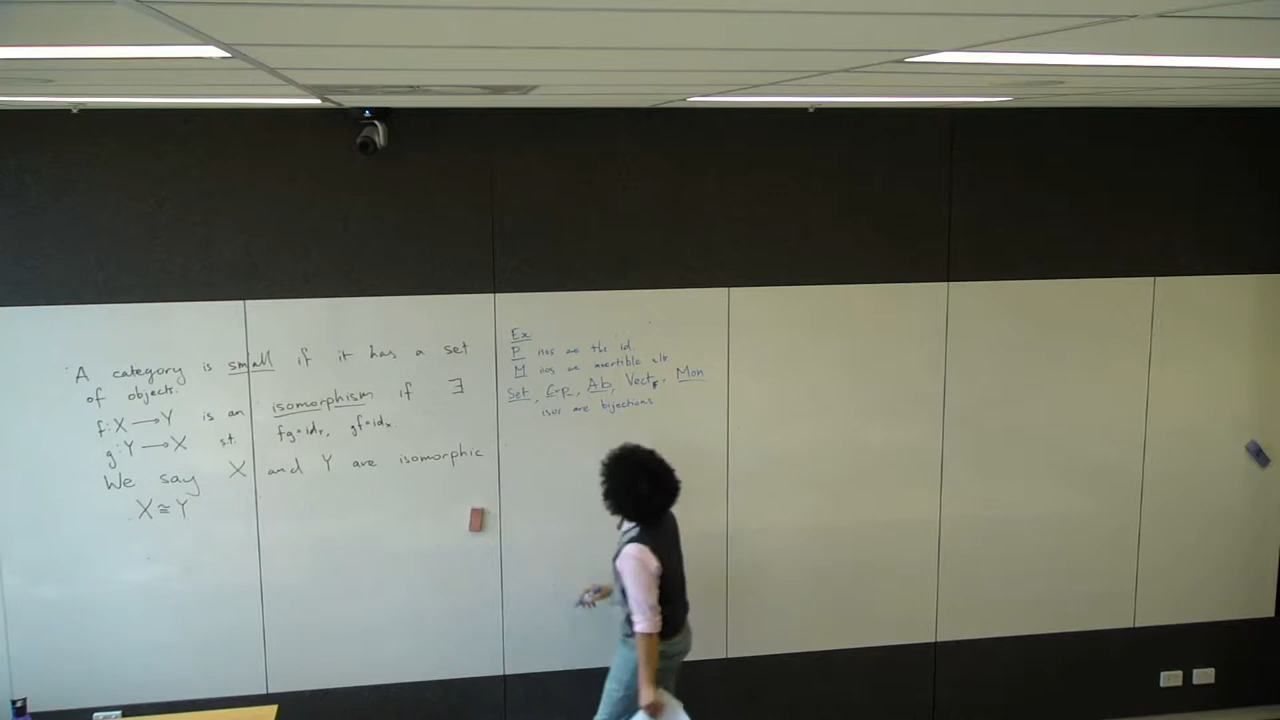 A category is small if it has a set
of objects.
f: X → Y is an isomorphism if ∃
g: Y → X s.t. fg = id_Y, gf = id_X.
We say X and Y are isomorphic
X ≅ Y
Ex
P isos are the id.
M isos are invertible elts.
Set, Grp, Ab, Vect_F, Mon
isos are bijections